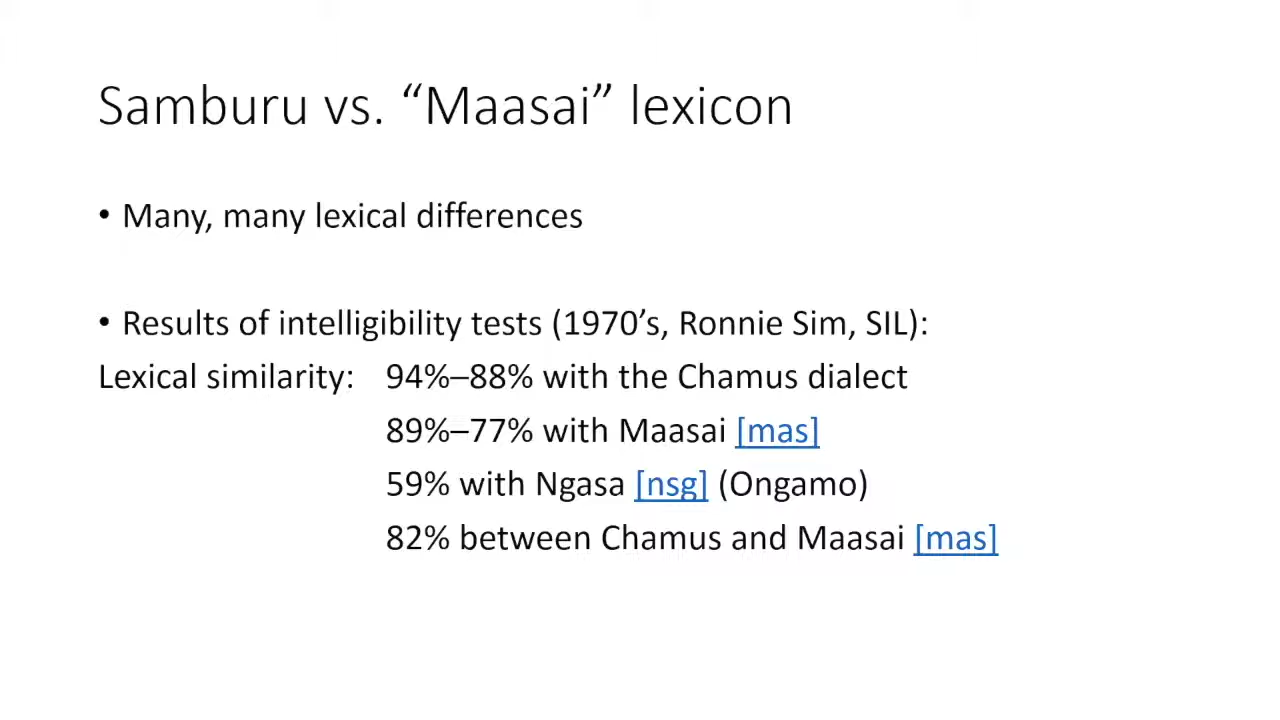 Samburu vs. “Maasai” lexicon
• Many, many lexical differences
• Results of intelligibility tests (1970’s, Ronnie Sim, SIL):
Lexical similarity: 94%–88% with the Chamus dialect
89%–77% with Maasai [mas]
59% with Ngasa [nsg] (Ongamo)
82% between Chamus and Maasai [mas]